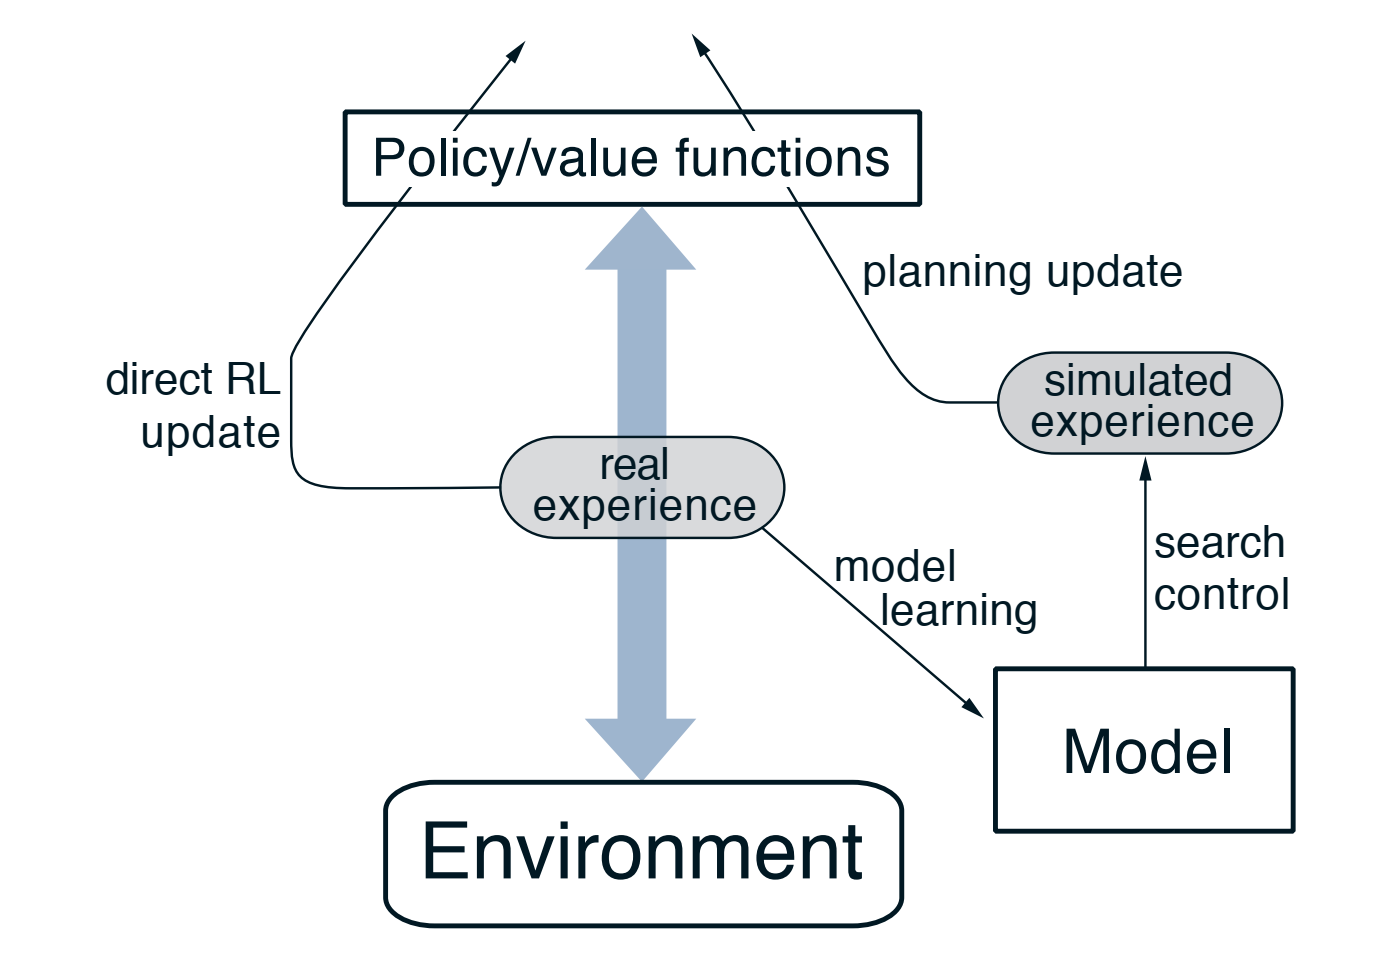 Policy/value functions
planning update
direct RL
update
simulated
experience
real
experience
model
learning
search
control
Model
Environment